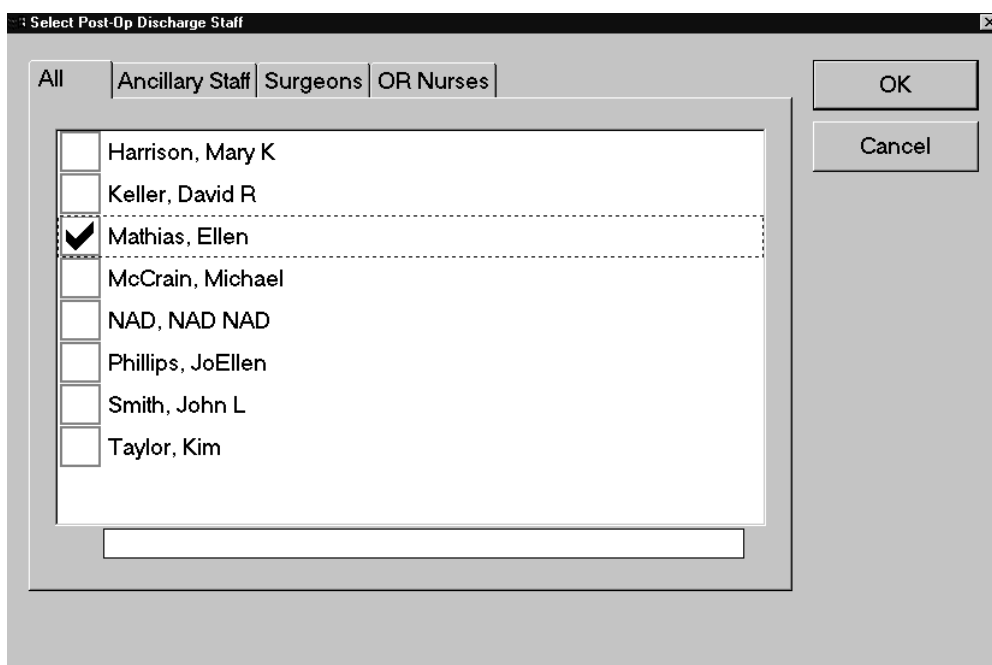 Select Post-Op Discharge Staff
All Ancillary Staff Surgeons OR Nurses
OK
Cancel
Harrison, Mary K
Keller, David R
Mathias, Ellen
McCrain, Michael
NAD, NAD NAD
Phillips, JoEllen
Smith, John L
Taylor, Kim